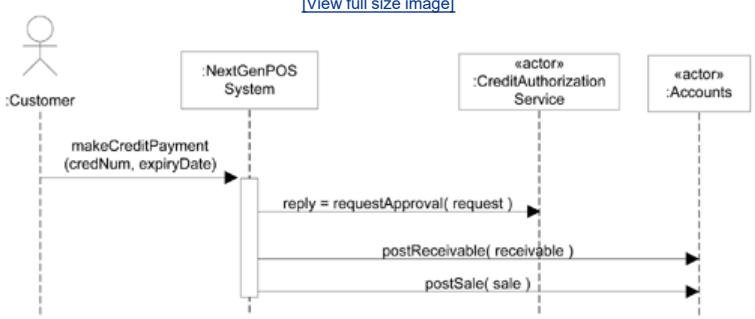 [View full size image]
:Customer
:NextGenPOS
System
«actor»
:CreditAuthorization
Service
«actor»
:Accounts
makeCreditPayment
(credNum, expiryDate)
reply = requestApproval( request )
postReceivable( receivable )
postSale( sale )